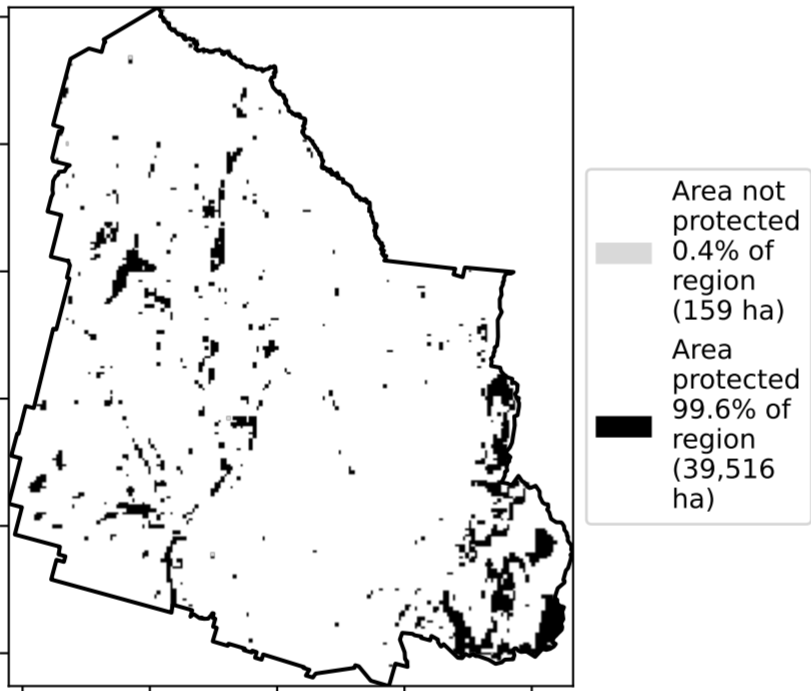 Area not
protected
0.4% of
region
(159 ha)
Area
protected
99.6% of
region
(39,516
ha)